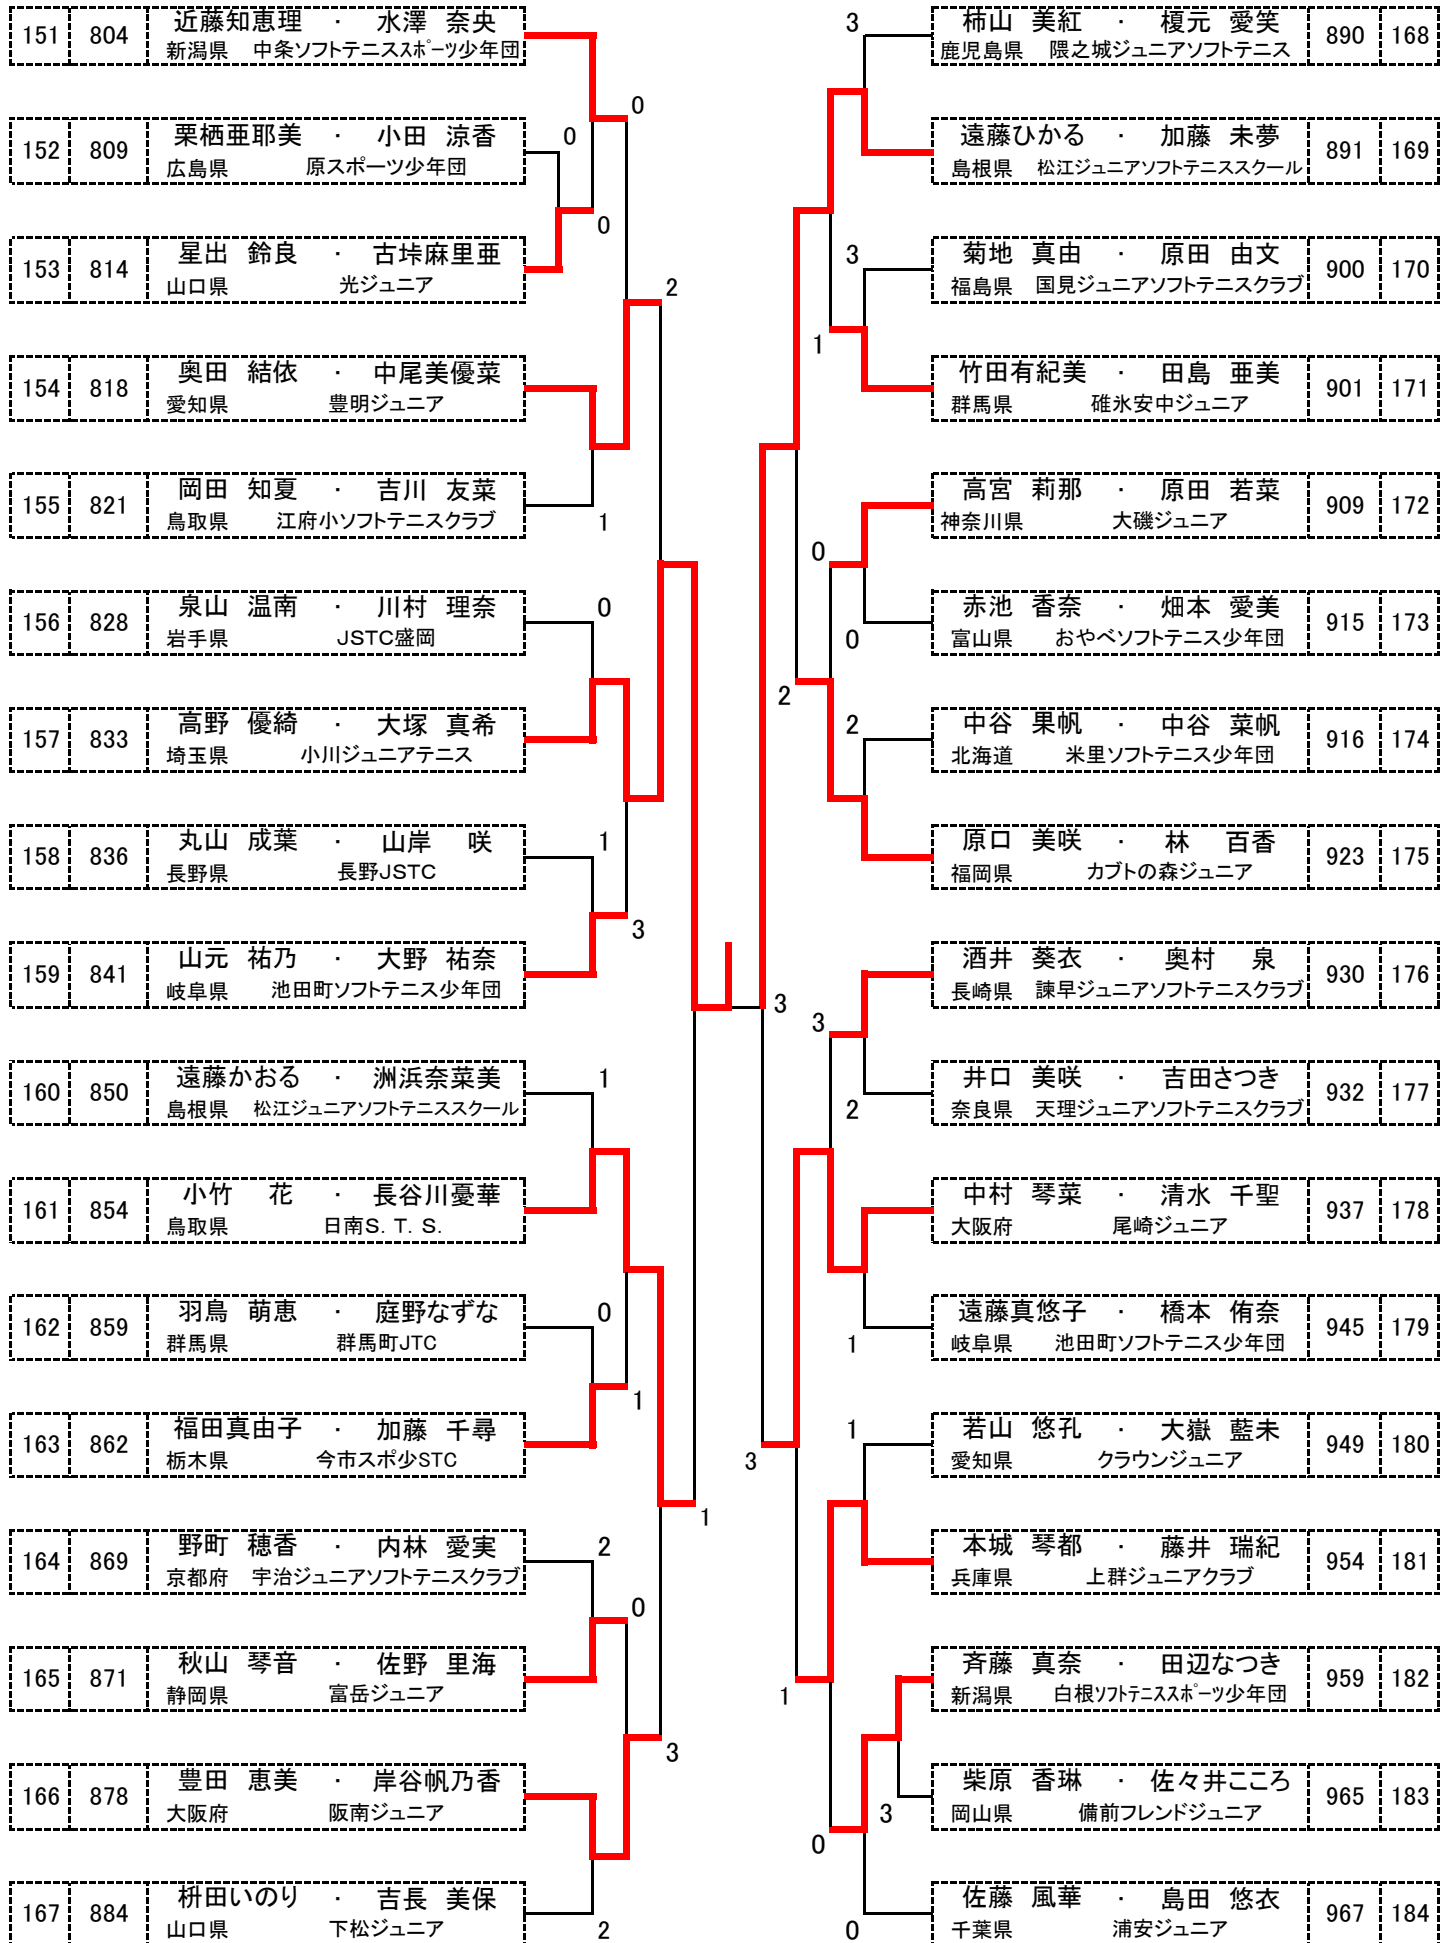 151 804 近藤知恵理 ・ 水澤 奈央
新潟県 中条ソフトテニススポーツ少年団
0
152 809 栗栖亜耶美 ・ 小田 涼香
広島県 原スポーツ少年団
0
0
153 814 星出 鈴良 ・ 古垰麻里亜
山口県 光ジュニア
2
154 818 奥田 結依 ・ 中尾美優菜
愛知県 豊明ジュニア
155 821 岡田 知夏 ・ 吉川 友菜
鳥取県 江府小ソフトテニスクラブ
1
156 828 泉山 温南 ・ 川村 理奈
岩手県 JSTC盛岡
0
157 833 高野 優綺 ・ 大塚 真希
埼玉県 小川ジュニアテニス
158 836 丸山 成葉 ・ 山岸 咲
長野県 長野JSTC
1
3
159 841 山元 祐乃 ・ 大野 祐奈
岐阜県 池田町ソフトテニス少年団
160 850 遠藤かおる ・ 洲浜奈菜美
島根県 松江ジュニアソフトテニススクール
1
161 854 小竹 花 ・ 長谷川憂華
鳥取県 日南S. T. S.
162 859 羽鳥 萌恵 ・ 庭野なずな
群馬県 群馬町JTC
0
1
163 862 福田真由子 ・ 加藤 千尋
栃木県 今市スポ少STC
1
164 869 野町 穂香 ・ 内林 愛実
京都府 宇治ジュニアソフトテニスクラブ
2
0
165 871 秋山 琴音 ・ 佐野 里海
静岡県 富岳ジュニア
3
166 878 豊田 恵美 ・ 岸谷帆乃香
大阪府 阪南ジュニア
167 884 枡田いのり ・ 吉長 美保
山口県 下松ジュニア
2
3
3
柿山 美紅 ・ 榎元 愛笑 890 168
鹿児島県 隈之城ジュニアソフトテニス
遠藤ひかる ・ 加藤 未夢 891 169
島根県 松江ジュニアソフトテニススクール
3
菊地 真由 ・ 原田 由文 900 170
福島県 国見ジュニアソフトテニスクラブ
1
竹田有紀美 ・ 田島 亜美 901 171
群馬県 碓氷安中ジュニア
高宮 莉那 ・ 原田 若菜 909 172
神奈川県 大磯ジュニア
0
赤池 香奈 ・ 畑本 愛美 915 173
富山県 おやべソフトテニス少年団
0
2
2
中谷 果帆 ・ 中谷 菜帆 916 174
北海道 米里ソフトテニス少年団
原口 美咲 ・ 林 百香 923 175
福岡県 カブトの森ジュニア
酒井 葵衣 ・ 奥村 泉 930 176
長崎県 諫早ジュニアソフトテニスクラブ
3
井口 美咲 ・ 吉田さつき 932 177
奈良県 天理ジュニアソフトテニスクラブ
2
中村 琴菜 ・ 清水 千聖 937 178
大阪府 尾崎ジュニア
遠藤真悠子 ・ 橋本 侑奈 945 179
岐阜県 池田町ソフトテニス少年団
1
1
若山 悠孔 ・ 大嶽 藍未 949 180
愛知県 クラウンジュニア
3
本城 琴都 ・ 藤井 瑞紀 954 181
兵庫県 上群ジュニアクラブ
斉藤 真奈 ・ 田辺なつき 959 182
新潟県 白根ソフトテニススポーツ少年団
1
柴原 香琳 ・ 佐々井こころ 965 183
岡山県 備前フレンドジュニア
3
0
佐藤 風華 ・ 島田 悠衣 967 184
千葉県 浦安ジュニア
0